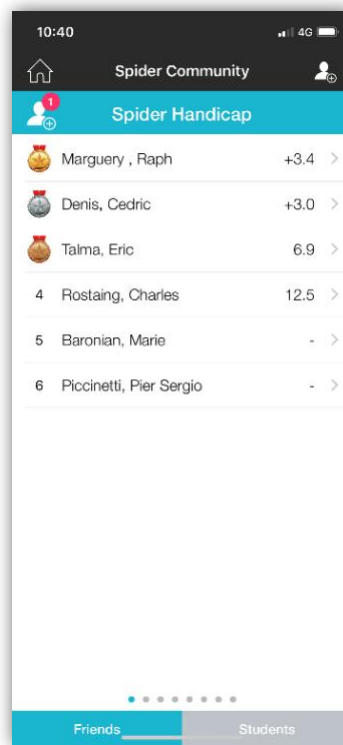 10:40 4G
Spider Community
1
Spider Handicap
Marguery , Raph +3.4 >
Denis, Cedric +3.0 >
Talma, Eric 6.9 >
4 Rostaing, Charles 12.5 >
5 Baronian, Marie - >
6 Piccinetti, Pier Sergio - >
Friends Students